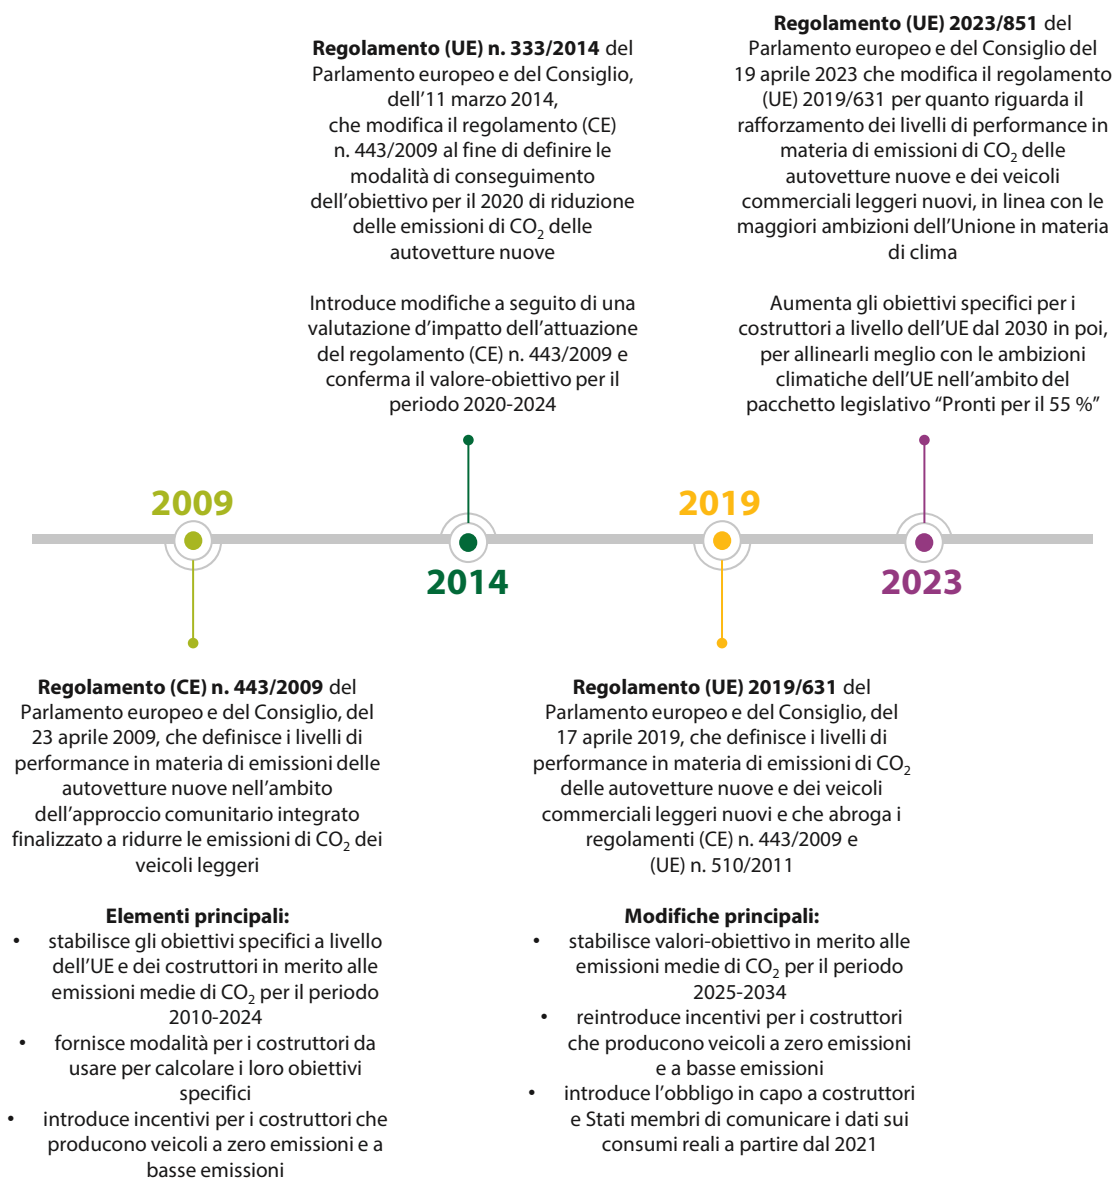 Regolamento (UE) n. 333/2014 del
Parlamento europeo e del Consiglio,
dell’11 marzo 2014,
che modifica il regolamento (CE)
n. 443/2009 al fine di definire le
modalità di conseguimento
dell’obiettivo per il 2020 di riduzione
delle emissioni di CO₂ delle
autovetture nuove
Introduce modifiche a seguito di una
valutazione d’impatto dell’attuazione
del regolamento (CE) n. 443/2009 e
conferma il valore-obiettivo per il
periodo 2020-2024
Regolamento (UE) 2023/851 del
Parlamento europeo e del Consiglio del
19 aprile 2023 che modifica il regolamento
(UE) 2019/631 per quanto riguarda il
rafforzamento dei livelli di performance in
materia di emissioni di CO₂ delle
autovetture nuove e dei veicoli
commerciali leggeri nuovi, in linea con le
maggiori ambizioni dell’Unione in materia
di clima
Aumenta gli obiettivi specifici per i
costruttori a livello dell’UE dal 2030 in poi,
per allinearli meglio con le ambizioni
climatiche dell’UE nell’ambito del
pacchetto legislativo “Pronti per il 55 %”
2009
2014
2019
2023
Regolamento (CE) n. 443/2009 del
Parlamento europeo e del Consiglio, del
23 aprile 2009, che definisce i livelli di
performance in materia di emissioni delle
autovetture nuove nell’ambito
dell’approccio comunitario integrato
finalizzato a ridurre le emissioni di CO₂ dei
veicoli leggeri
Elementi principali:
• stabilisce gli obiettivi specifici a livello
dell’UE e dei costruttori in merito alle
emissioni medie di CO₂ per il periodo
2010-2024
• fornisce modalità per i costruttori da
usare per calcolare i loro obiettivi
specifici
• introduce incentivi per i costruttori che
producono veicoli a zero emissioni e a
basse emissioni
Regolamento (UE) 2019/631 del
Parlamento europeo e del Consiglio, del
17 aprile 2019, che definisce i livelli di
performance in materia di emissioni di CO₂
delle autovetture nuove e dei veicoli
commerciali leggeri nuovi e che abroga i
regolamenti (CE) n. 443/2009 e
(UE) n. 510/2011
Modifiche principali:
• stabilisce valori-obiettivo in merito alle
emissioni medie di CO₂ per il periodo
2025-2034
• reintroduce incentivi per i costruttori
che producono veicoli a zero emissioni
e a basse emissioni
• introduce l’obbligo in capo a costruttori
e Stati membri di comunicare i dati sui
consumi reali a partire dal 2021